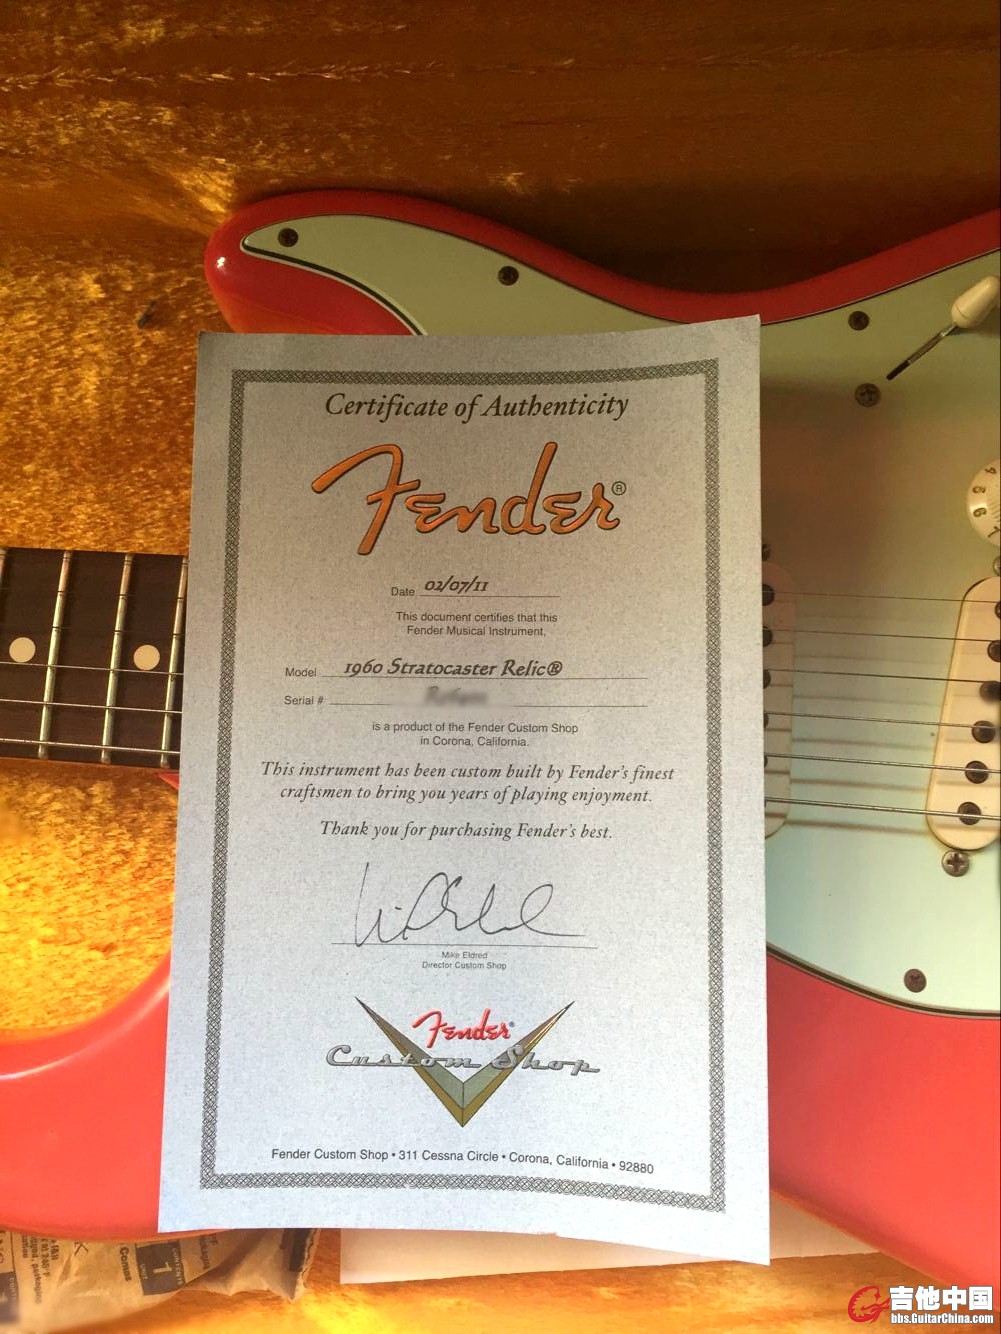 Certificate of Authenticity
Fender®
Date 02/07/11
This document certifies that this
Fender Musical Instrument,
Model 1960 Stratocaster Relic®
Serial #
is a product of the Fender Custom Shop
in Corona, California.
This instrument has been custom built by Fender's finest
craftsmen to bring you years of playing enjoyment.
Thank you for purchasing Fender's best.
Mike Eldred
Director Custom Shop
Fender®
Custom Shop
Fender Custom Shop • 311 Cessna Circle • Corona, California • 92880
吉他中国
bbs.GuitarChina.com